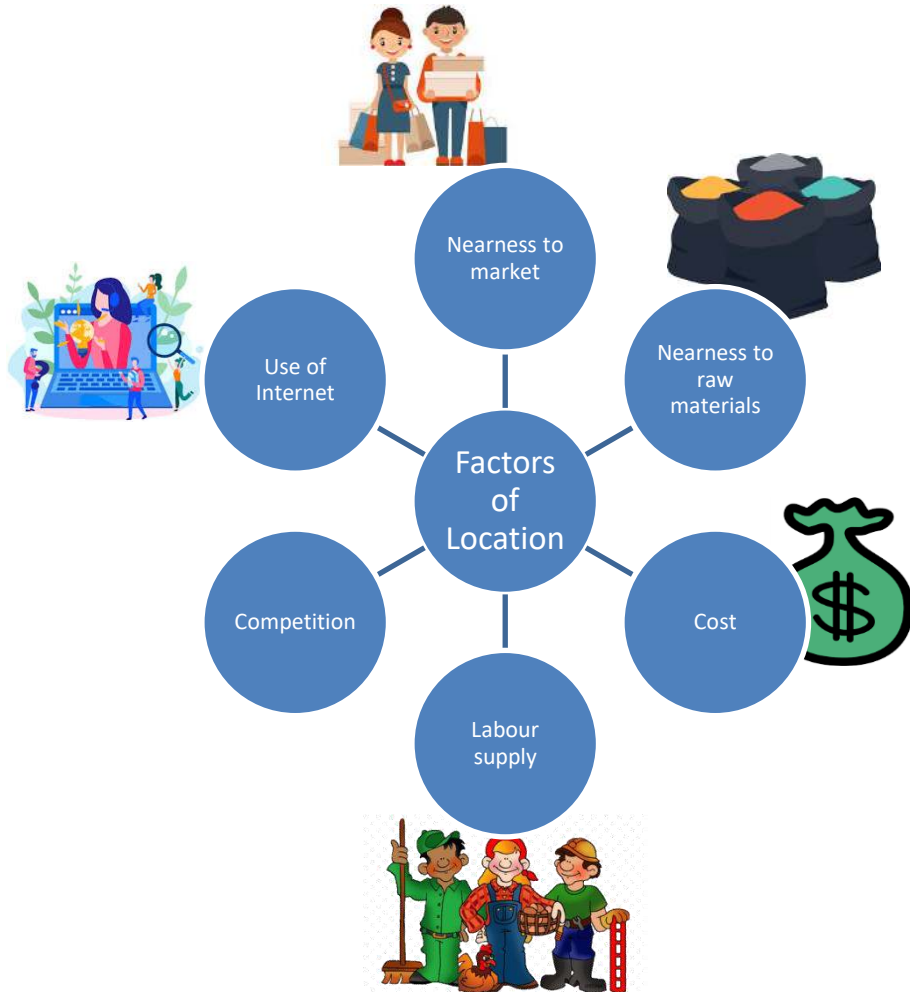 Nearness to
market
Nearness to
raw
materials
Cost
Labour
supply
Competition
Use of
Internet
Factors
of
Location
$